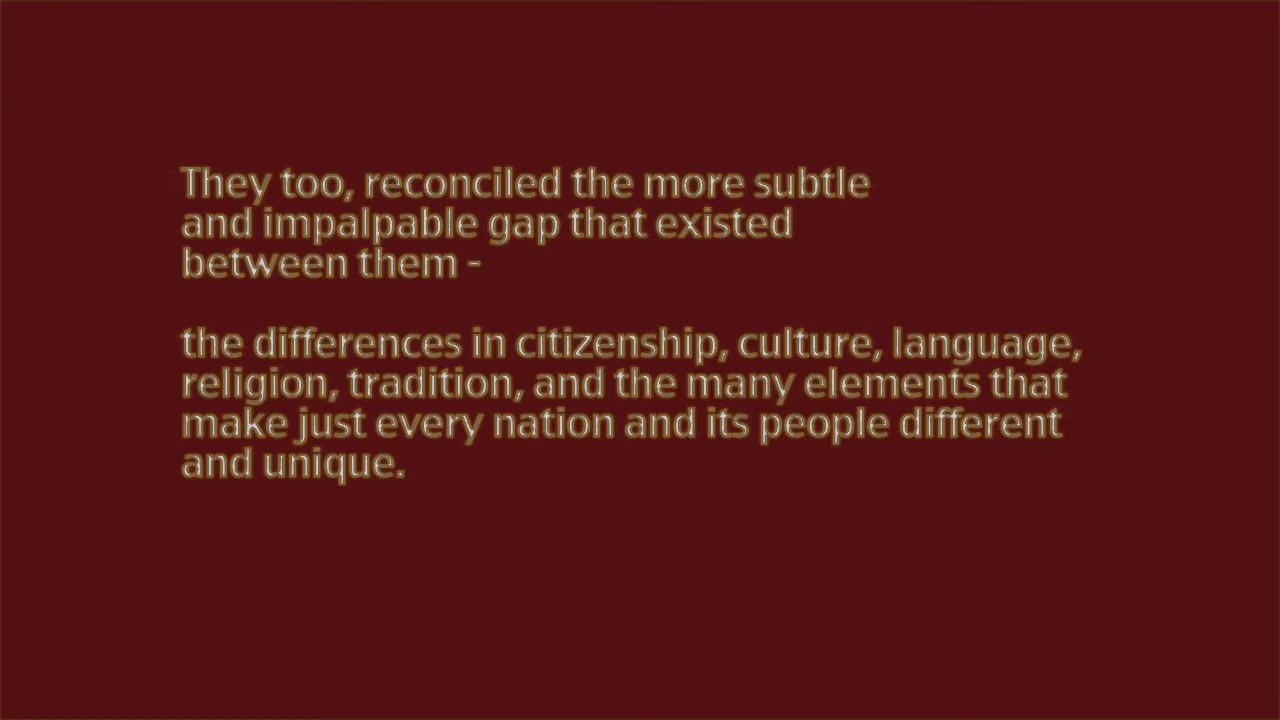 They too, reconciled the more subtle
and impalpable gap that existed
between them -
the differences in citizenship, culture, language,
religion, tradition, and the many elements that
make just every nation and its people different
and unique.